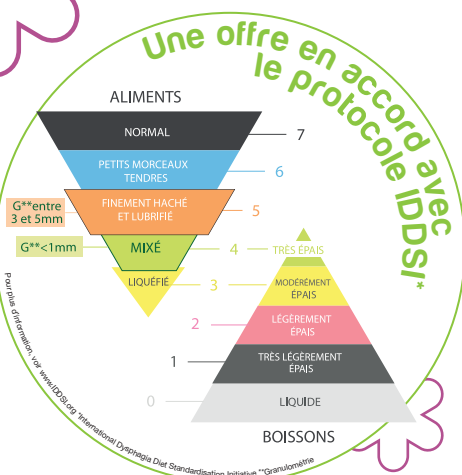 Une offre en accord avec
le protocole IDDSI*
ALIMENTS
NORMAL
7
PETITS MORCEAUX
TENDRES
6
G**entre
3 et 5mm
FINEMENT HACHÉ
ET LUBRIFIÉ
5
G**<1mm
MIXÉ
4
TRÈS ÉPAIS
LIQUÉFIÉ
3
MODÉRÉMENT
ÉPAIS
2
LÉGÈREMENT
ÉPAIS
1
TRÈS LÉGÈREMENT
ÉPAIS
0
LIQUIDE
BOISSONS
Pour plus d'information, voir www.IDDSI.org *International Dysphagia Diet Standardisation Initiative **Granulométrie